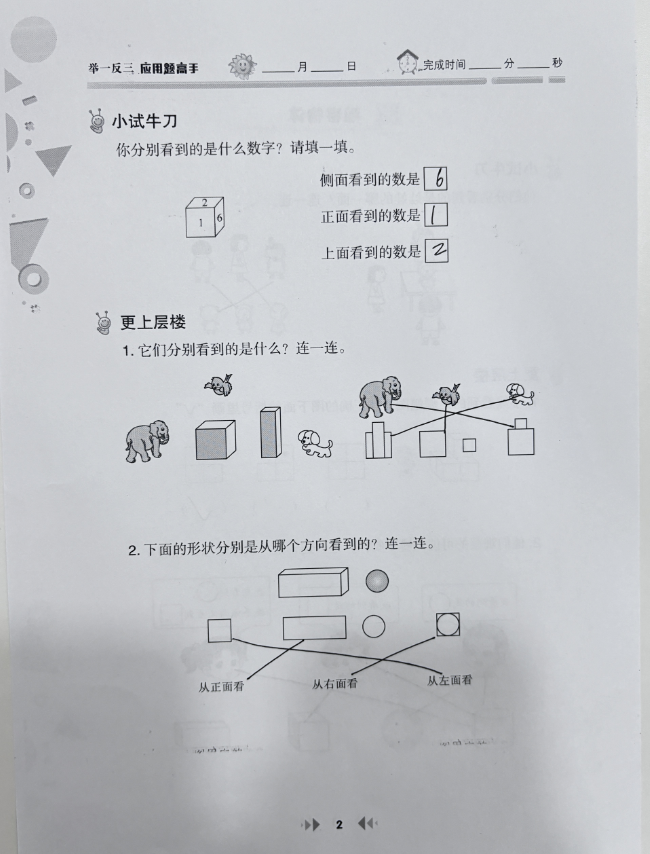 举一反三 应用题高手 ____月____日 完成时间____分____秒
小试牛刀
你分别看到的是什么数字？请填一填。
侧面看到的数是 6
2
1 6
正面看到的数是 1
上面看到的数是 2
更上层楼
1. 它们分别看到的是什么？连一连。
2. 下面的形状分别是从哪个方向看到的？连一连。
从正面看 从右面看 从左面看
2